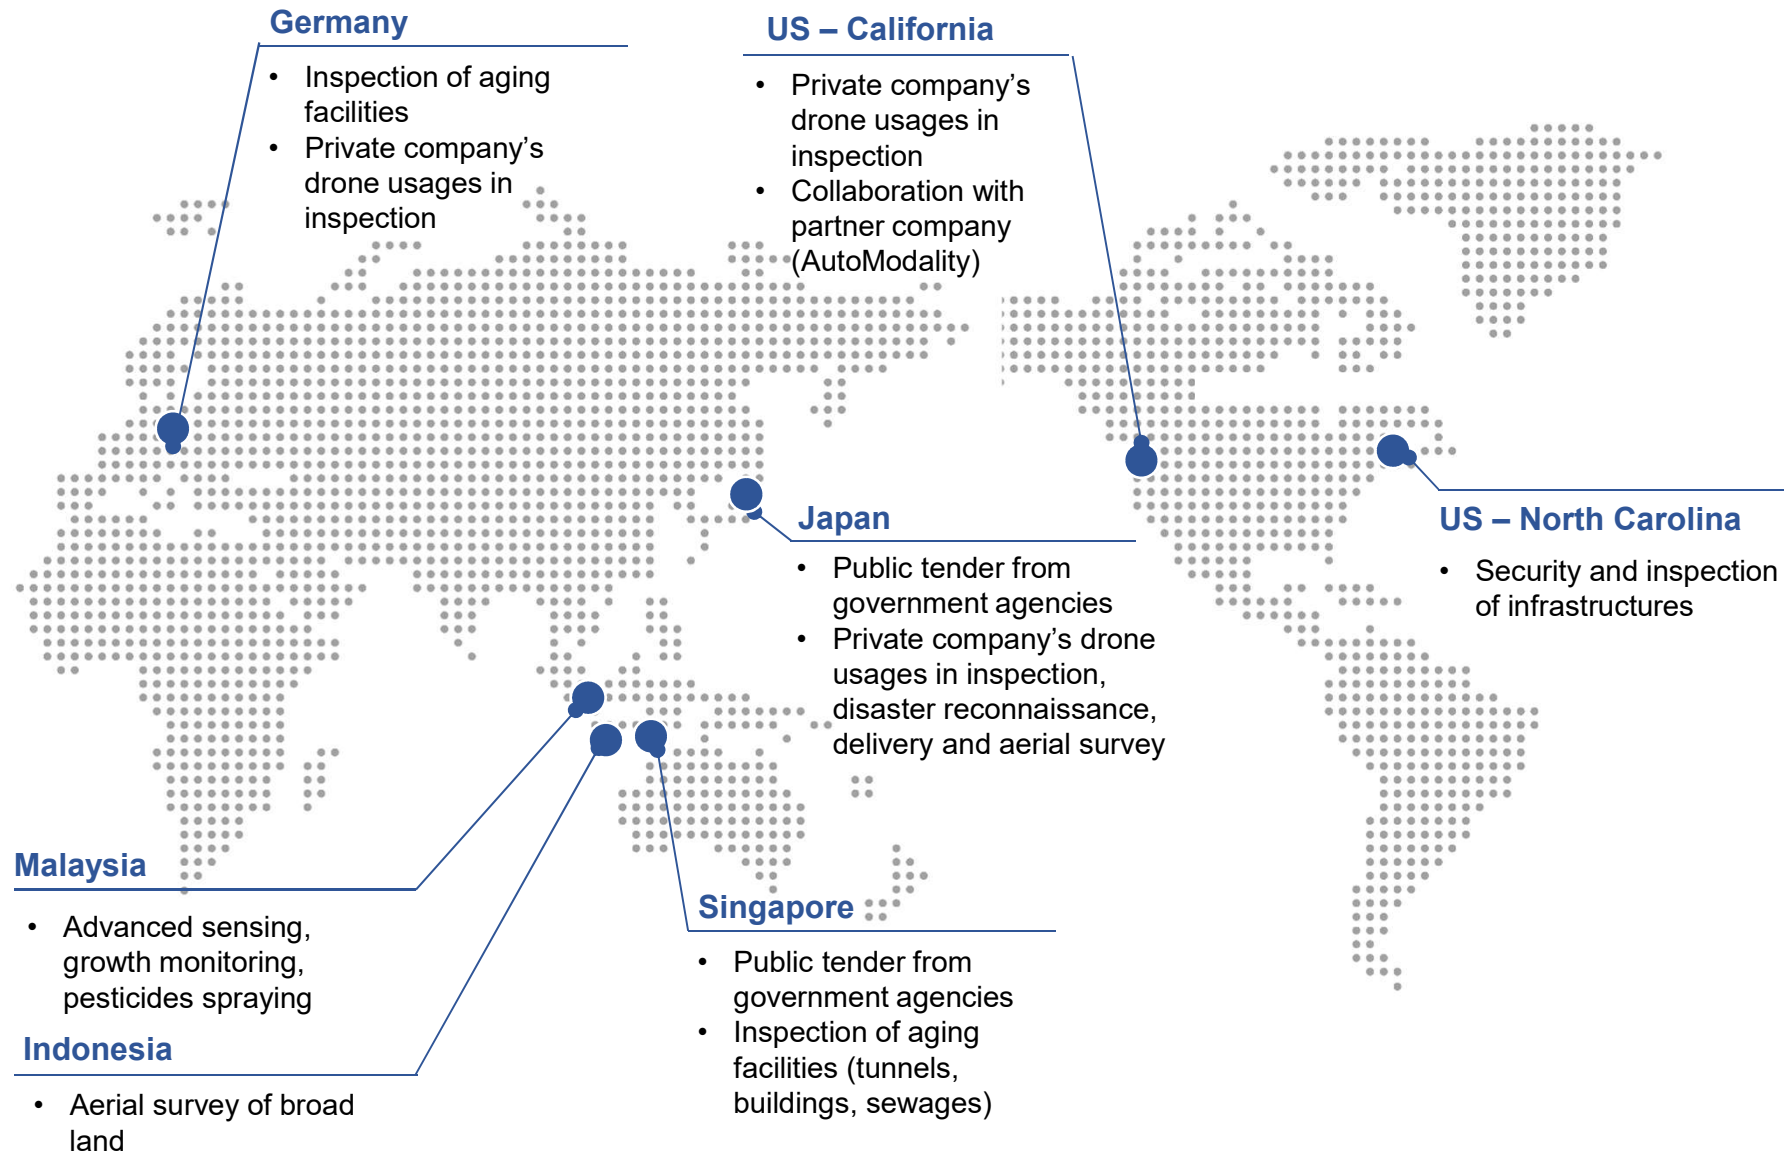 Germany
• Inspection of aging
facilities
• Private company’s
drone usages in
inspection
US – California
• Private company’s
drone usages in
inspection
• Collaboration with
partner company
(AutoModality)
Japan
• Public tender from
government agencies
• Private company’s drone
usages in inspection,
disaster reconnaissance,
delivery and aerial survey
US – North Carolina
• Security and inspection
of infrastructures
Malaysia
• Advanced sensing,
growth monitoring,
pesticides spraying
Indonesia
• Aerial survey of broad
land
Singapore
• Public tender from
government agencies
• Inspection of aging
facilities (tunnels,
buildings, sewages)